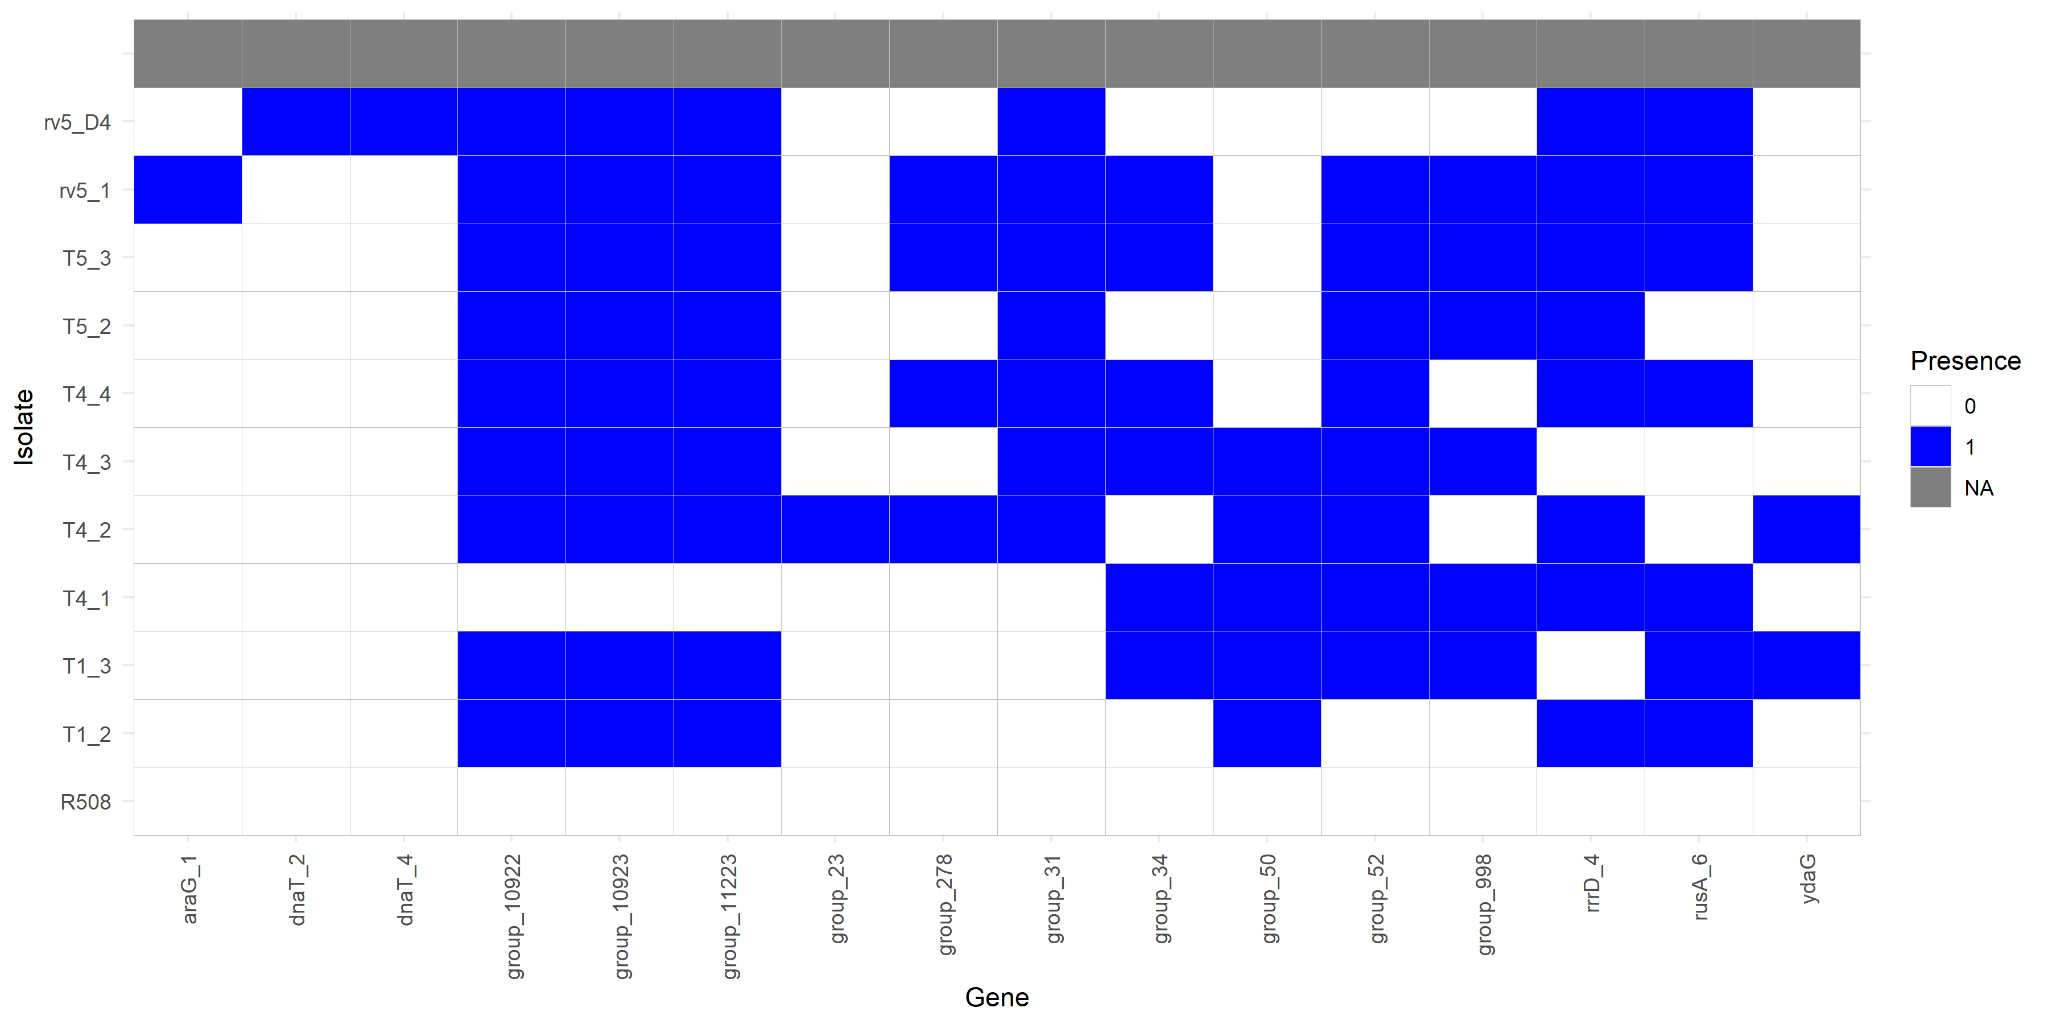 rv5_D4
rv5_1
T5_3
T5_2
T4_4
T4_3
T4_2
T4_1
T1_3
T1_2
R508
Isolate
araG_1
dnaT_2
dnaT_4
group_10922
group_10923
group_11223
group_23
group_278
group_31
group_34
group_50
group_52
group_998
rrrD_4
rusA_6
ydaG
Gene
Presence
0
1
NA